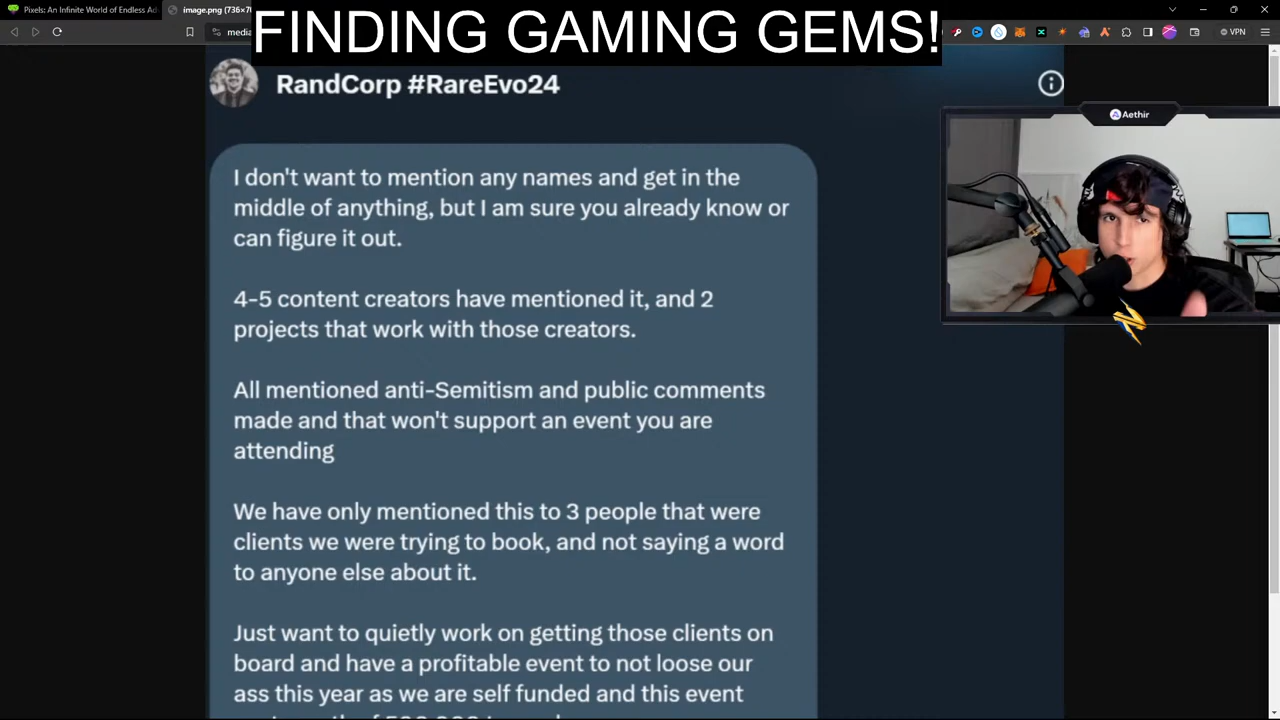 Pixels: An Infinite World of Endless Ad
image.png (736×7
FINDING GAMING GEMS!
media
VPN
RandCorp #RareEvo24
Aethir
I don't want to mention any names and get in the
middle of anything, but I am sure you already know or
can figure it out.
4-5 content creators have mentioned it, and 2
projects that work with those creators.
All mentioned anti-Semitism and public comments
made and that won't support an event you are
attending
We have only mentioned this to 3 people that were
clients we were trying to book, and not saying a word
to anyone else about it.
Just want to quietly work on getting those clients on
board and have a profitable event to not loose our
ass this year as we are self funded and this event